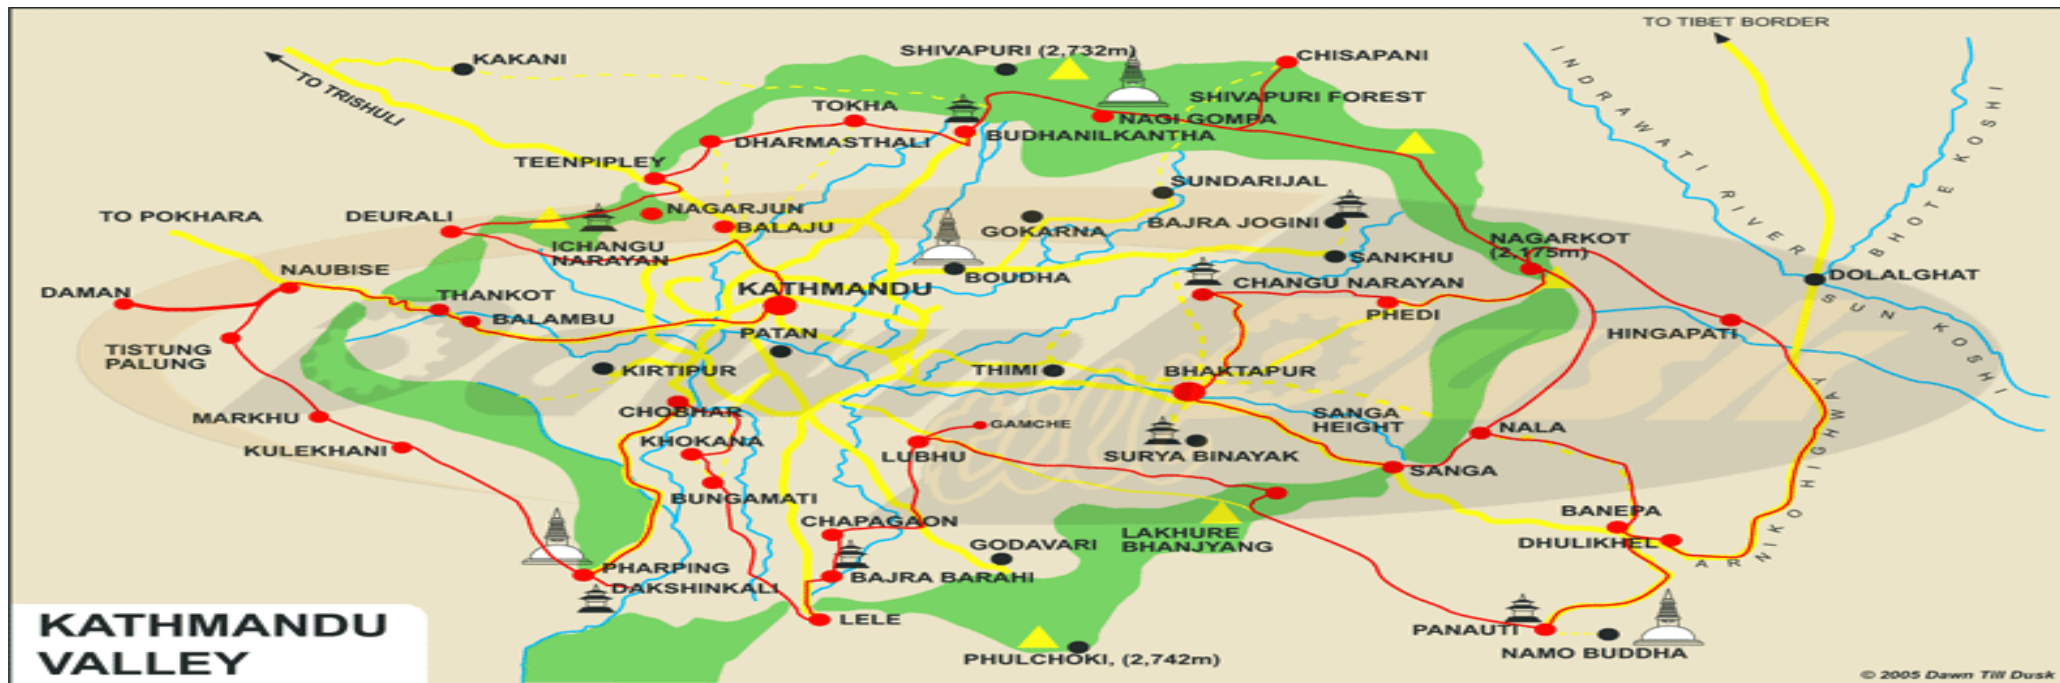 TO TIBET BORDER
KAKANI
SHIVAPURI (2,732m)
CHISAPANI
TO TRISHULI
SHIVAPURI FOREST
TOKHA
NAGI GOMPA
BUDHANILKANTHA
DHARMASTHALI
TEENPIPLEY
INDRAWATI RIVER
BHOTE KOSHI
SUNDARIJAL
TO POKHARA
DEURALI
NAGARJUN
BALAJU
GOKARNA
BAJRA JOGINI
ICHANGU
NARAYAN
NAGARKOT
(2,175m)
SANKHU
NAUBISE
BOUDHA
DOLALGHAT
DAMAN
THANKOT
KATHMANDU
CHANGU NARAYAN
BALAMBU
PHEDI
SUN KOSHI
PATAN
HINGAPATI
TISTUNG
PALUNG
KIRTIPUR
THIMI
BHAKTAPUR
MARKHU
CHOBHAR
SANGA
HEIGHT
GAMCHE
NALA
KULEKHANI
KHOKANA
LUBHU
SURYA BINAYAK
SANGA
ARNIKO HIGHWAY
BUNGAMATI
CHAPAGAON
BANEPA
GODAVARI
LAKHURE
BHANJYANG
DHULIKHEL
PHARPING
BAJRA BARAHI
DAKSHINKALI
LELE
PANAUTI
NAMO BUDDHA
PHULCHOKI, (2,742m)
KATHMANDU
VALLEY
© 2005 Dawn Till Dusk